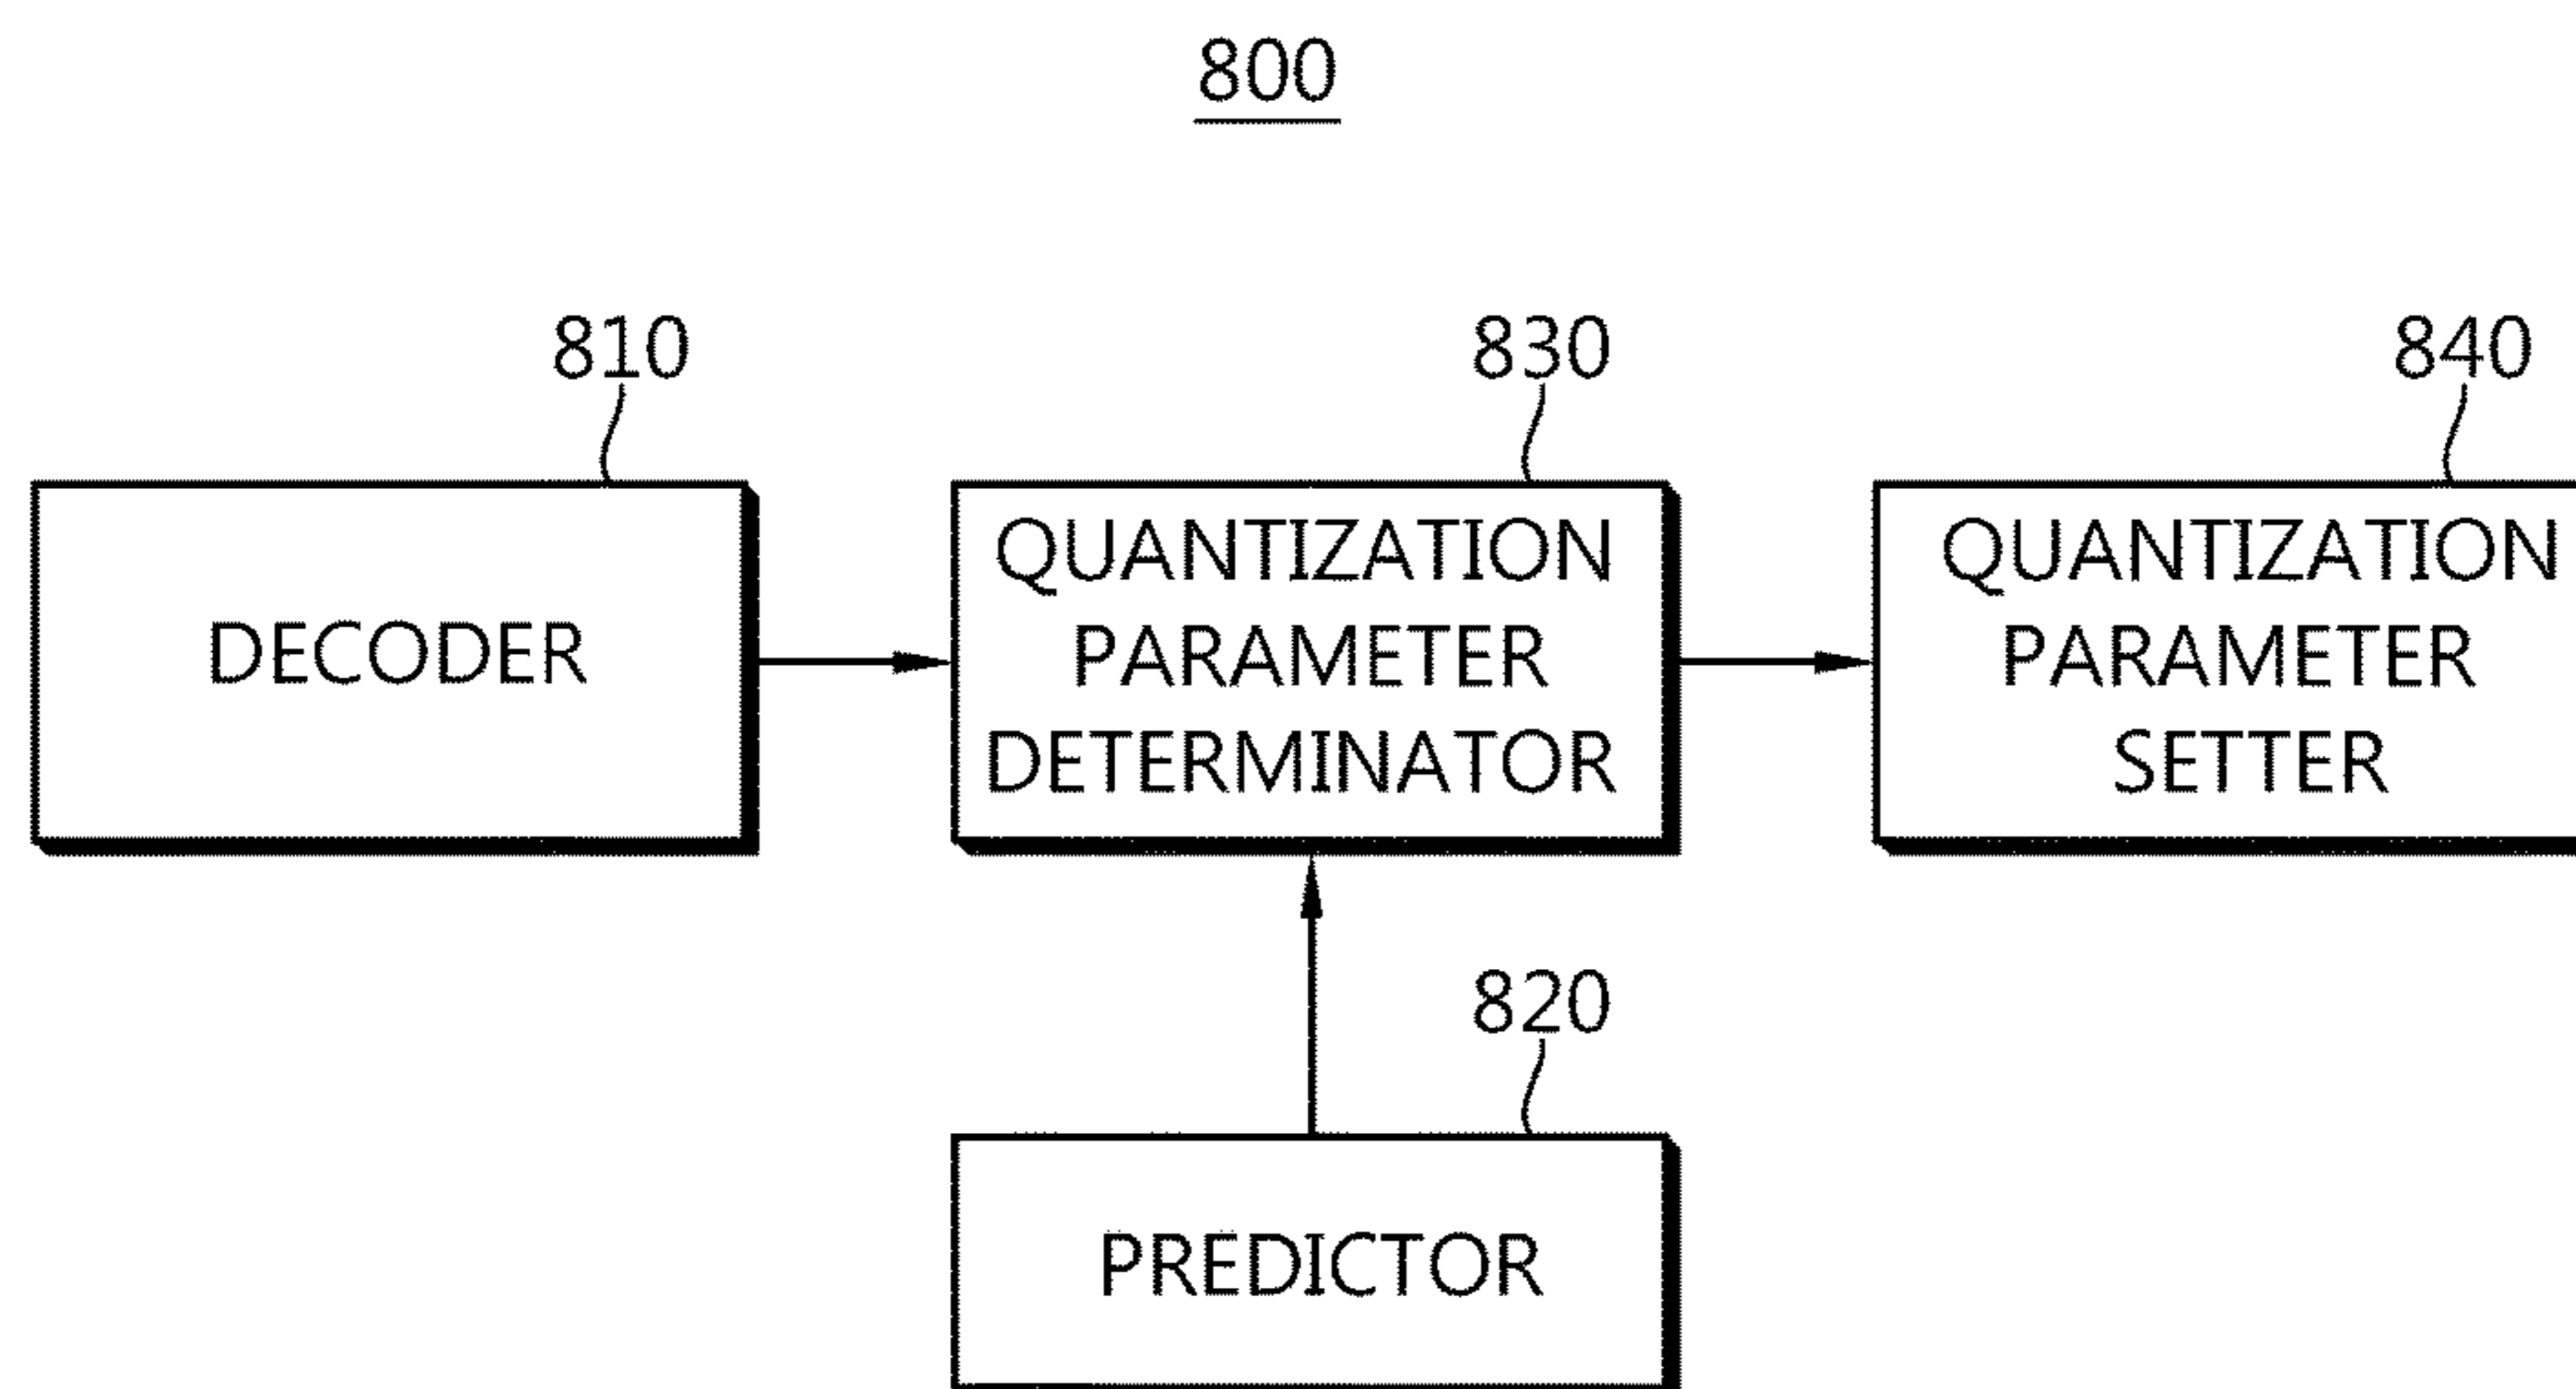 800
810
830
840
DECODER
QUANTIZATION
PARAMETER
DETERMINATOR
QUANTIZATION
PARAMETER
SETTER
820
PREDICTOR